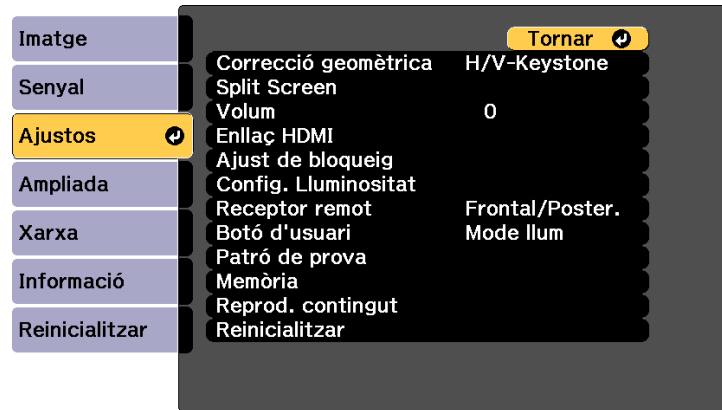 Imatge
Senyal
Ajustos
Ampliada
Xarxa
Informació
Reinicialitzar
Tornar
Correcció geomètrica H/V-Keystone
Split Screen
Volum 0
Enllaç HDMI
Ajust de bloqueig
Config. Lluminositat
Receptor remot Frontal/Poster.
Botó d'usuari Mode llum
Patró de prova
Memòria
Reprod. contingut
Reinicialitzar